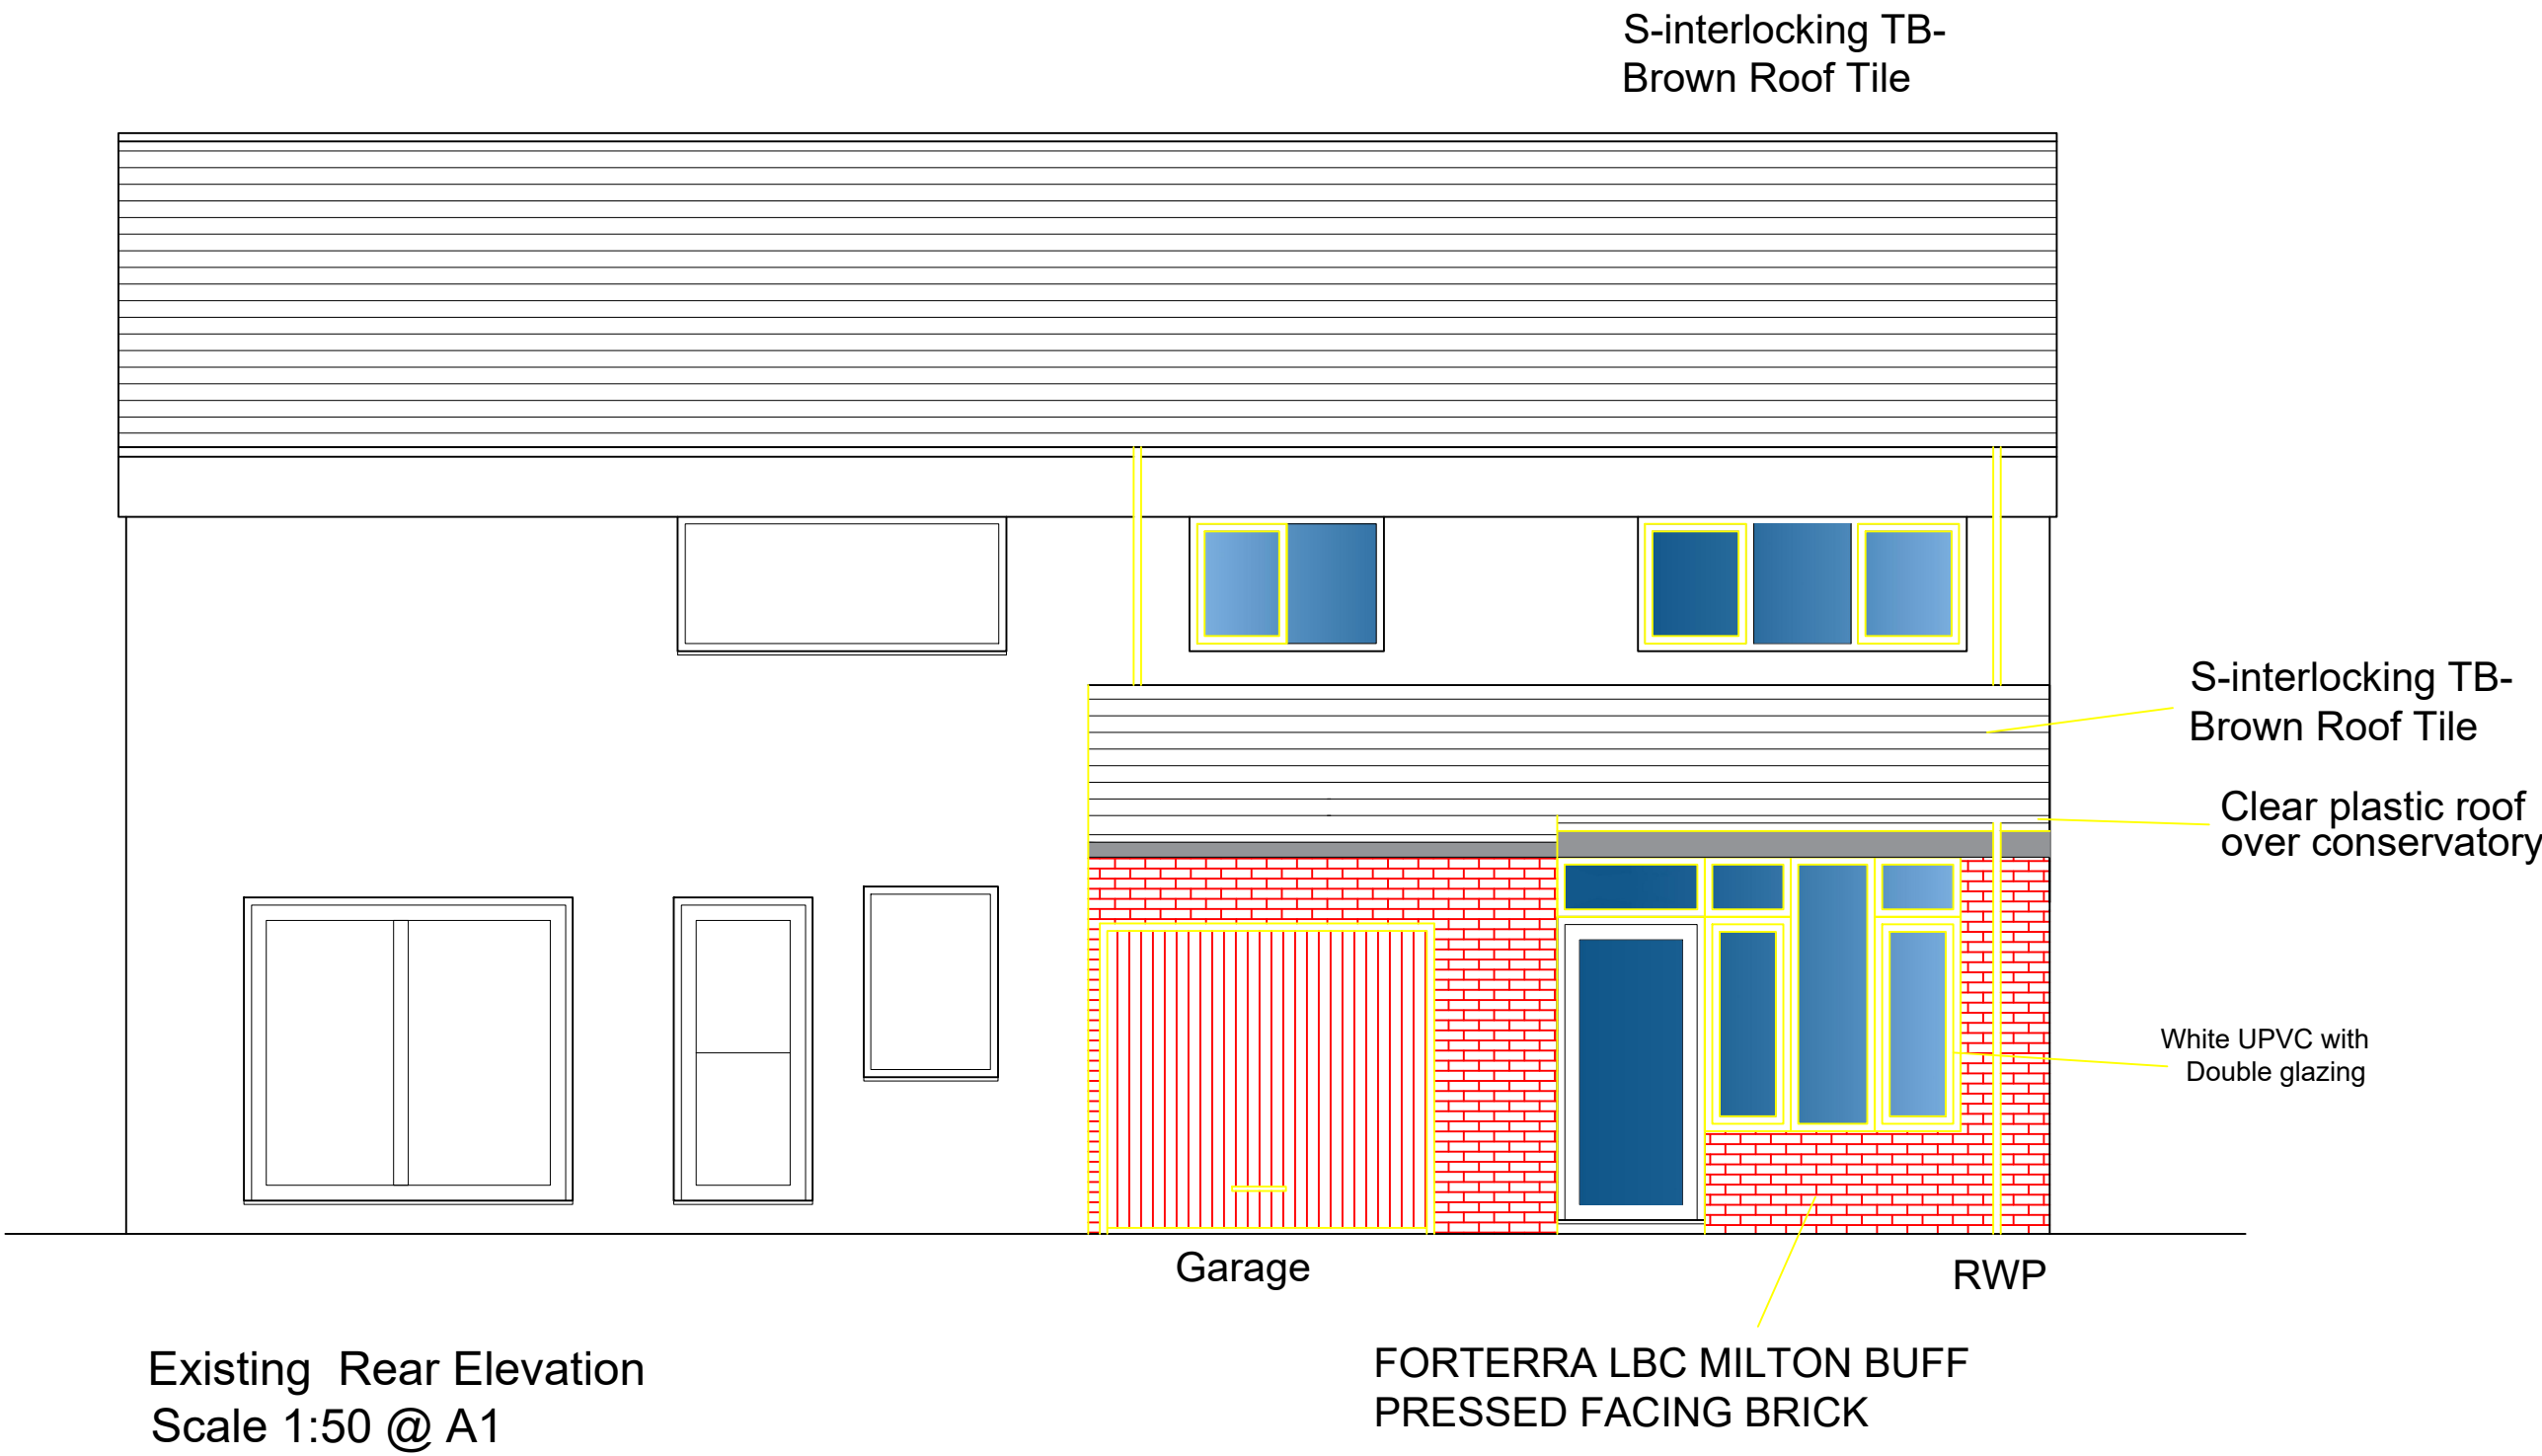 S-interlocking TB-
Brown Roof Tile
S-interlocking TB-
Brown Roof Tile
Clear plastic roof
over conservatory
White UPVC with
Double glazing
Garage
RWP
FORTERRA LBC MILTON BUFF
PRESSED FACING BRICK
Existing  Rear Elevation
Scale 1:50 @ A1